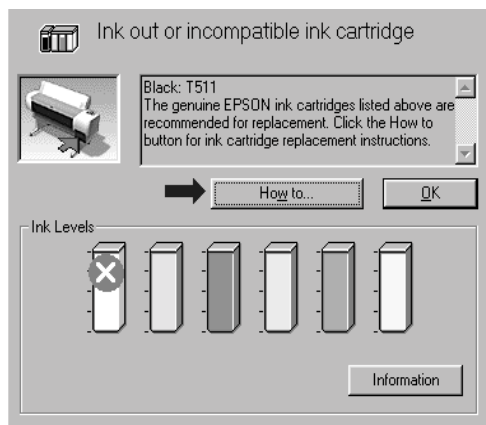 Ink out or incompatible ink cartridge
Black: T511
The genuine EPSON ink cartridges listed above are
recommended for replacement. Click the How to
button for ink cartridge replacement instructions.
How to...
OK
Ink Levels
Information